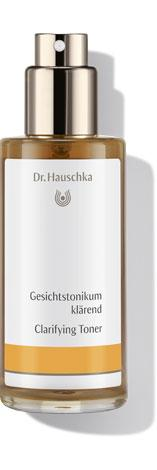 Dr. Hauschka
Gesichtstonikum
klärend
Clarifying Toner